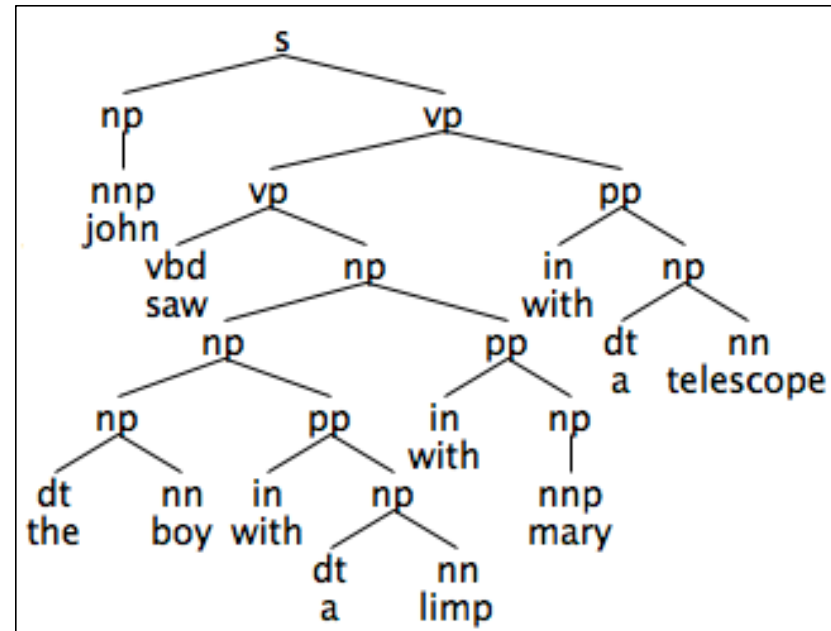 s
np vp
nnp vp pp
john
vbd np in np
saw with
np pp dt nn
a telescope
np pp in np
with
dt nn in np nnp
the boy with mary
dt nn
a limp